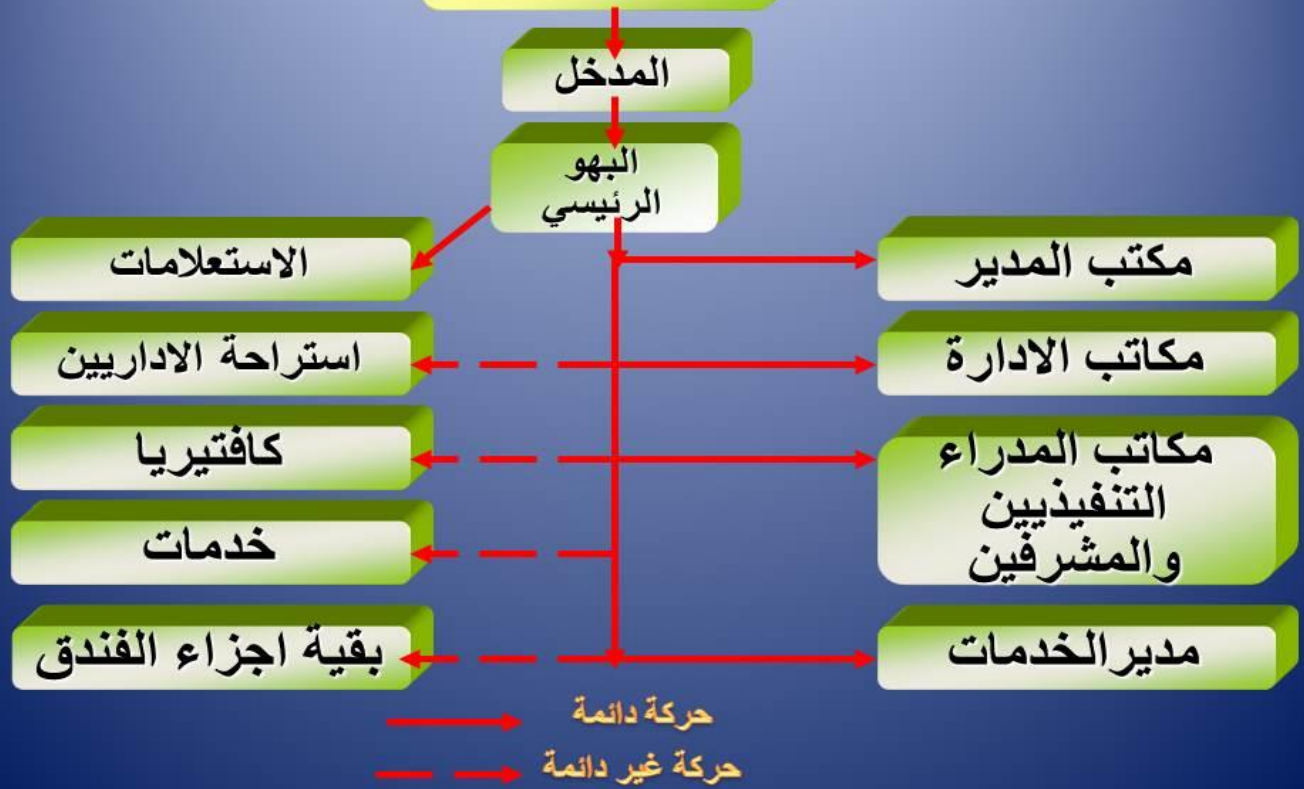 المدخل
البهو
الرئيسي
مكتب المدير
الاستعلامات
مكاتب الادارة
استراحة الاداريين
مكاتب المدراء
التنفيذيين
والمشرفين
كافتيريا
خدمات
مديرالخدمات
بقية اجزاء الفندق
حركة دائمة
حركة غير دائمة